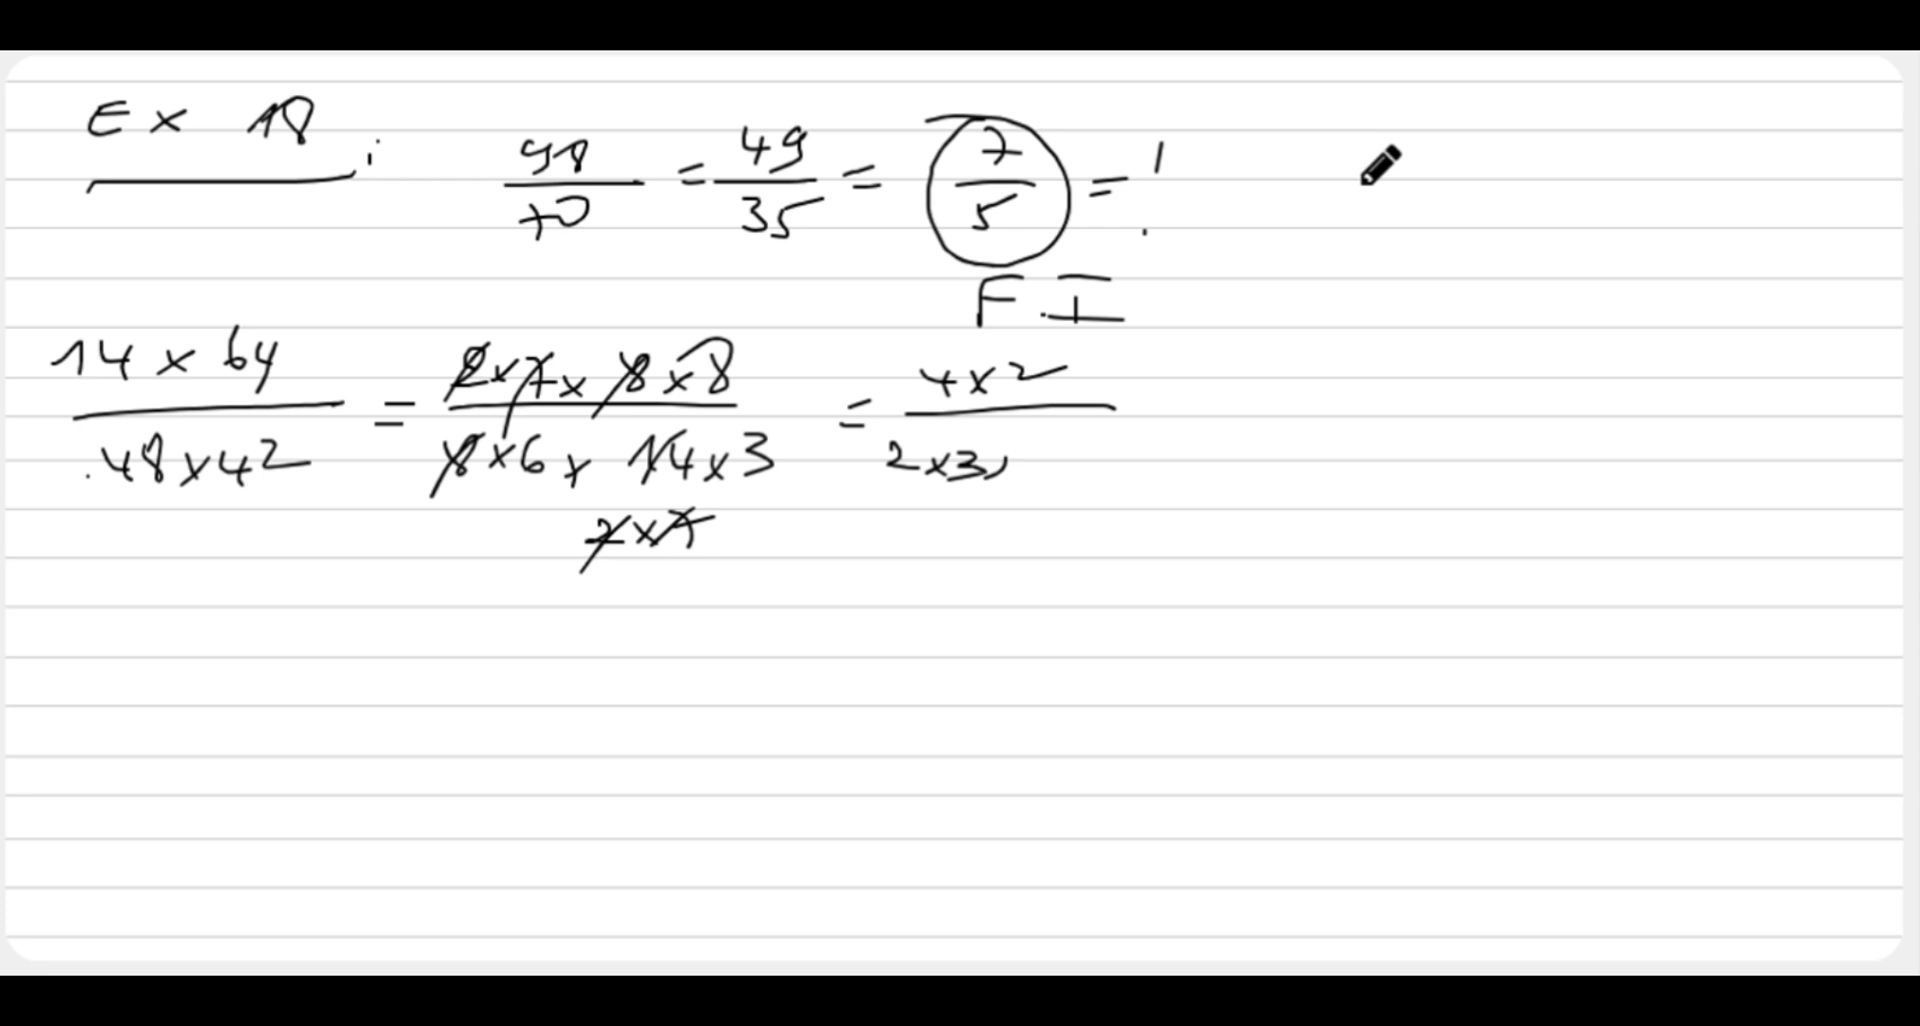 Ex 18 :
98/70 = 49/35 = 7/5 = !
F.I
14 x 64 / 48 x 42 = 2 x 7 x 8 x 8 / 8 x 6 x 14 x 3 = 4 x 2 / 2 x 3
2 x 7